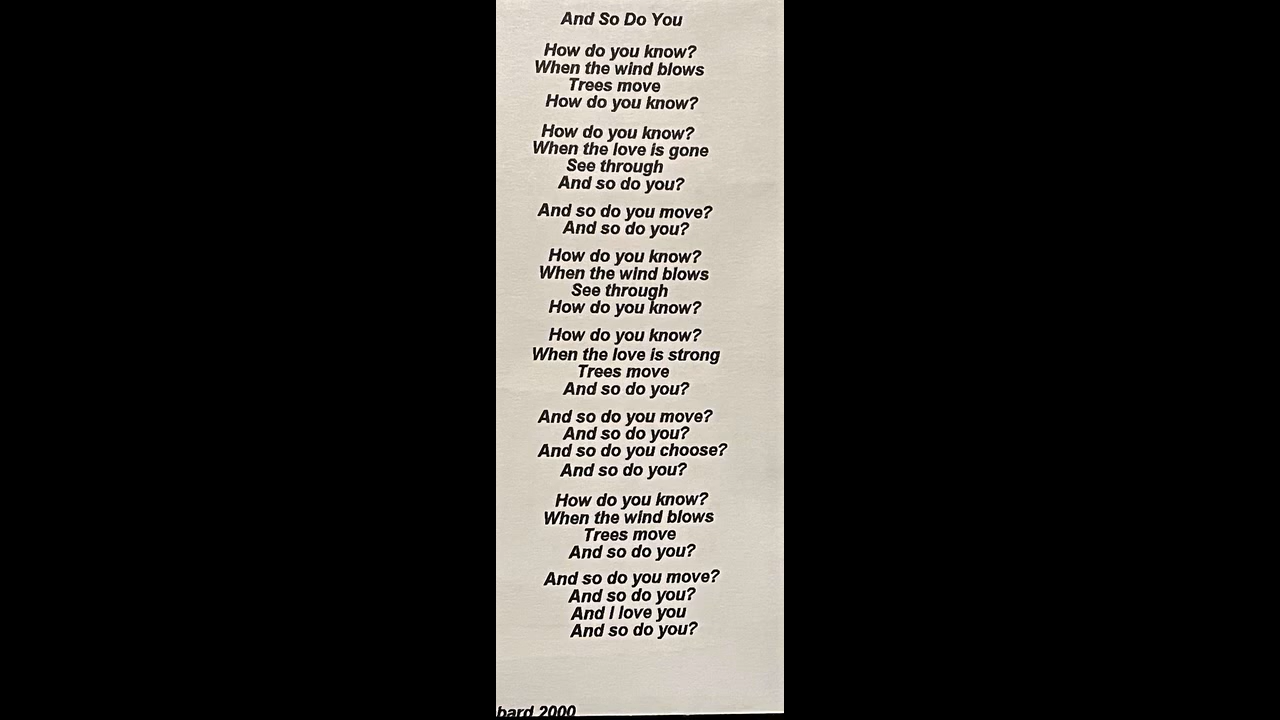 And So Do You
How do you know?
When the wind blows
Trees move
How do you know?
How do you know?
When the love is gone
See through
And so do you?
And so do you move?
And so do you?
How do you know?
When the wind blows
See through
How do you know?
How do you know?
When the love is strong
Trees move
And so do you?
And so do you move?
And so do you?
And so do you choose?
And so do you?
How do you know?
When the wind blows
Trees move
And so do you?
And so do you move?
And so do you?
And I love you
And so do you?
bard 2000